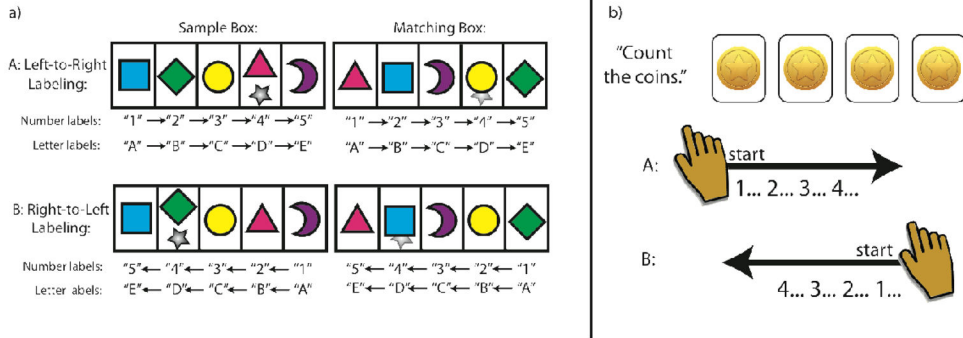 a)
Sample Box: Matching Box:
A: Left-to-Right
Labeling:
Number labels: “1” → “2” → “3” → “4” → “5” “1” → “2” → “3” → “4” → “5”
Letter labels: “A” → “B” → “C” → “D” → “E” “A” → “B” → “C” → “D” → “E”
B: Right-to-Left
Labeling:
Number labels: “5” ← “4” ← “3” ← “2” ← “1” “5” ← “4” ← “3” ← “2” ← “1”
Letter labels: “E” ← “D” ← “C” ← “B” ← “A” “E” ← “D” ← “C” ← “B” ← “A”
b)
“Count
the coins.”
A:
start
1... 2... 3... 4...
B:
start
4... 3... 2... 1...